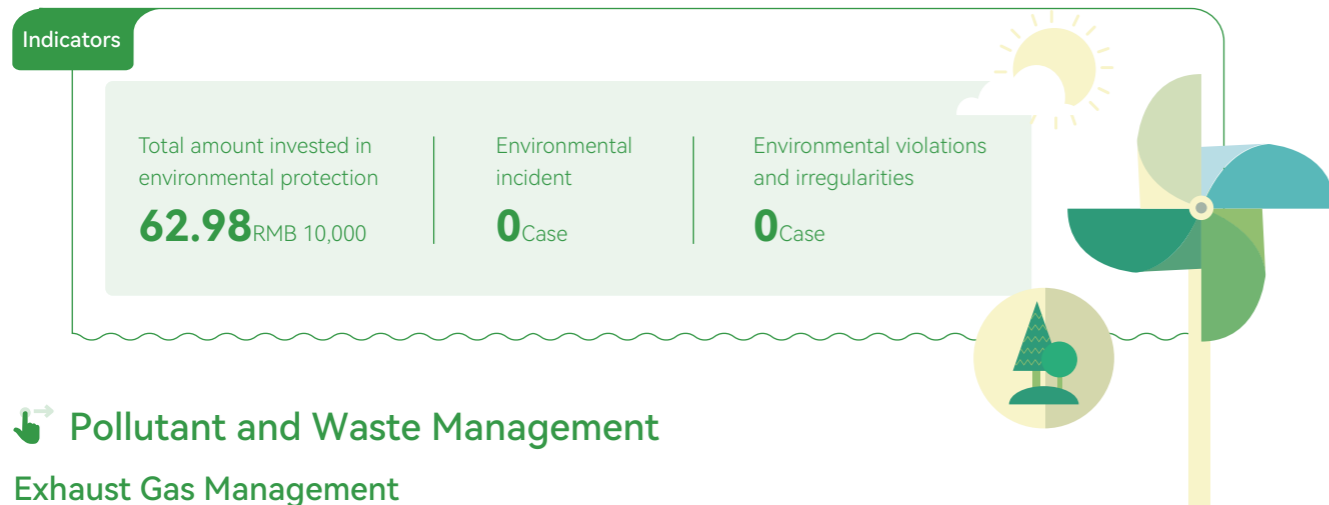 Indicators
Total amount invested in
environmental protection
62.98RMB 10,000
Environmental
incident
0Case
Environmental violations
and irregularities
0Case
Pollutant and Waste Management
Exhaust Gas Management